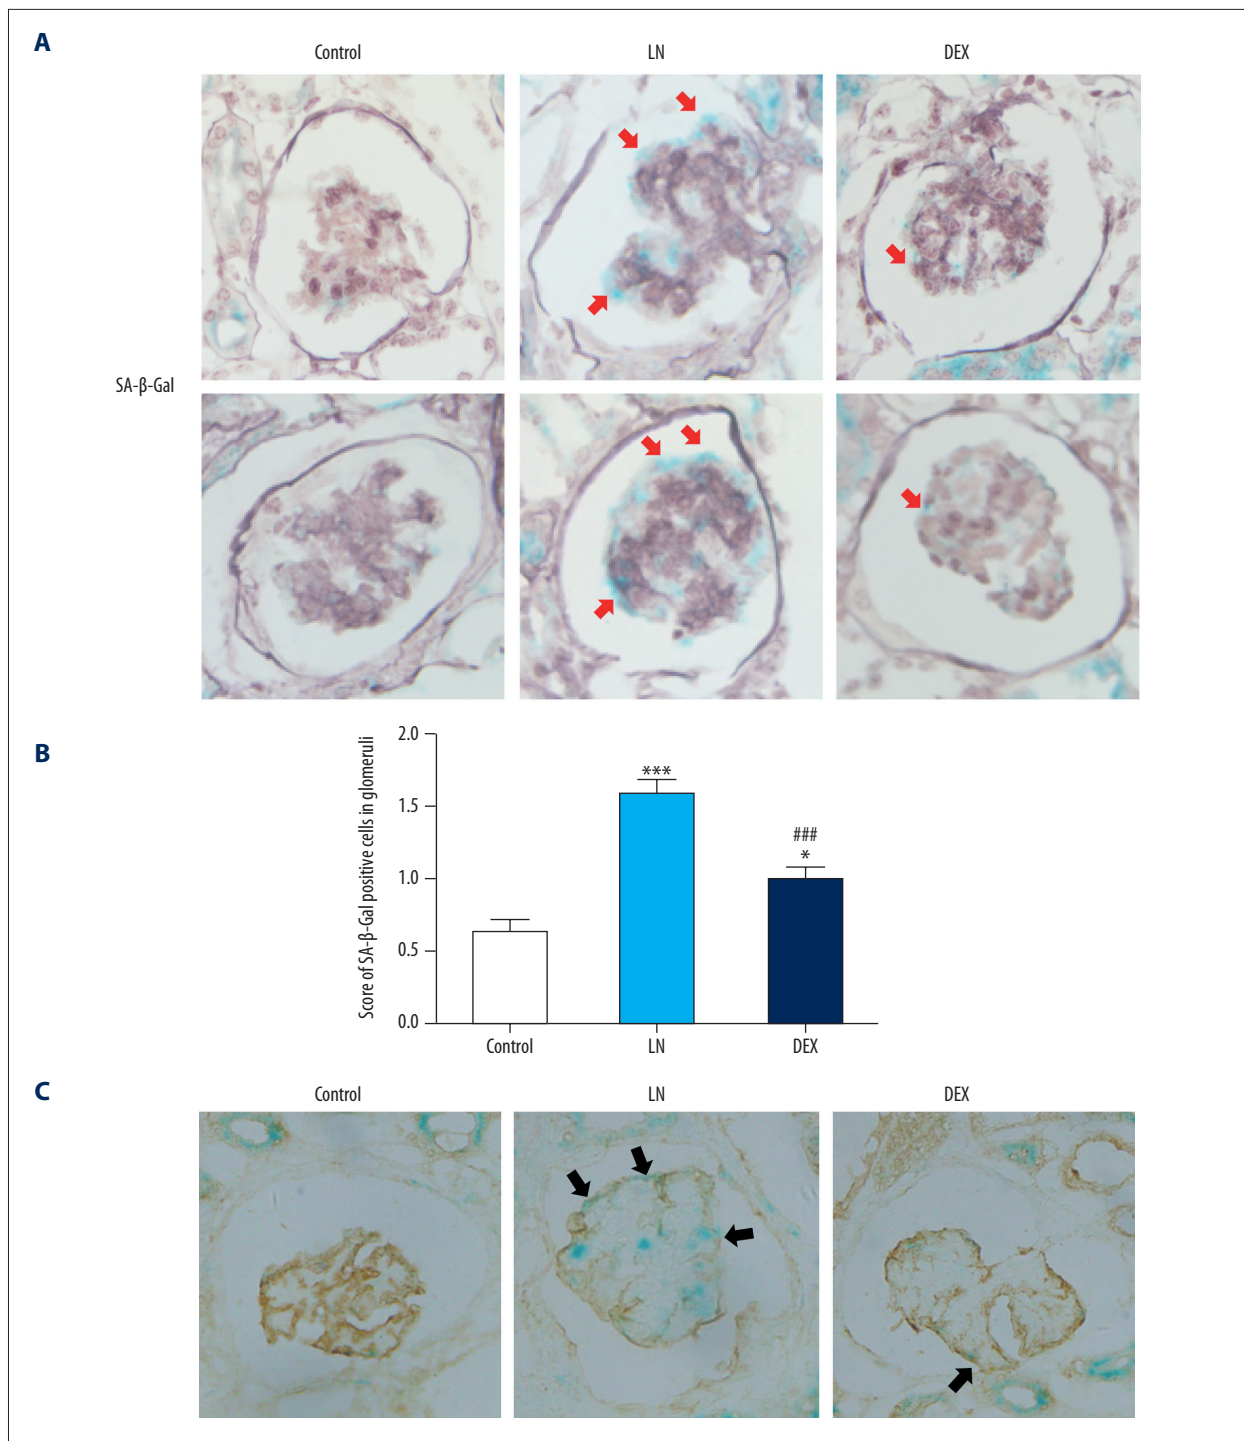 A
Control LN DEX
SA-β-Gal
B
Score of SA-β-Gal positive cells in glomeruli
2.0
1.5
1.0
0.5
0.0
***
###
*
Control LN DEX
C
Control LN DEX